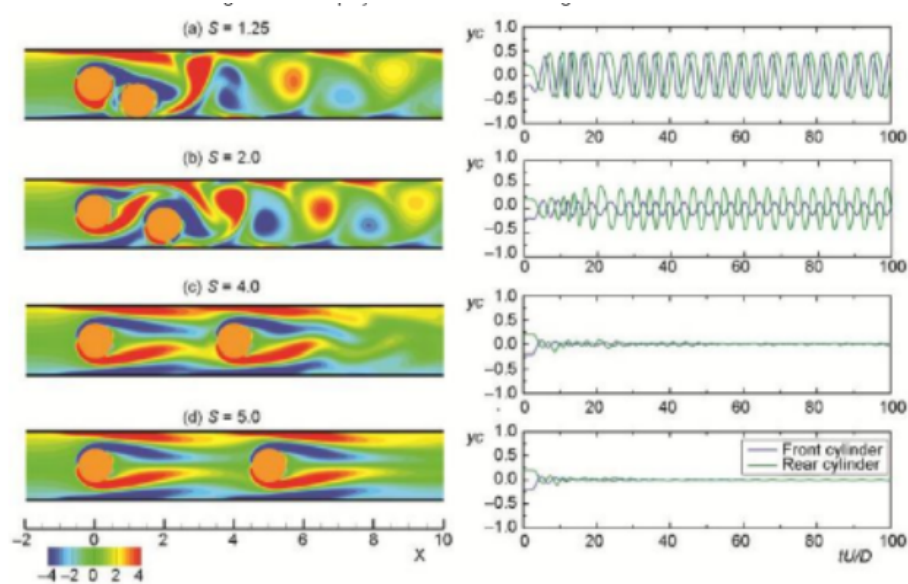 (a) S = 1.25
(b) S = 2.0
(c) S = 4.0
(d) S = 5.0
−2 0 2 4 6 8 10
X
−4 −2 0 2 4
yc
1.0
0.5
0
−0.5
−1.0
0 20 40 60 80 100
yc
1.0
0.5
0
−0.5
−1.0
0 20 40 60 80 100
yc
1.0
0.5
0
−0.5
−1.0
0 20 40 60 80 100
yc
1.0
0.5
0
−0.5
−1.0
Front cylinder
Rear cylinder
0 20 40 60 80 100
tU/D